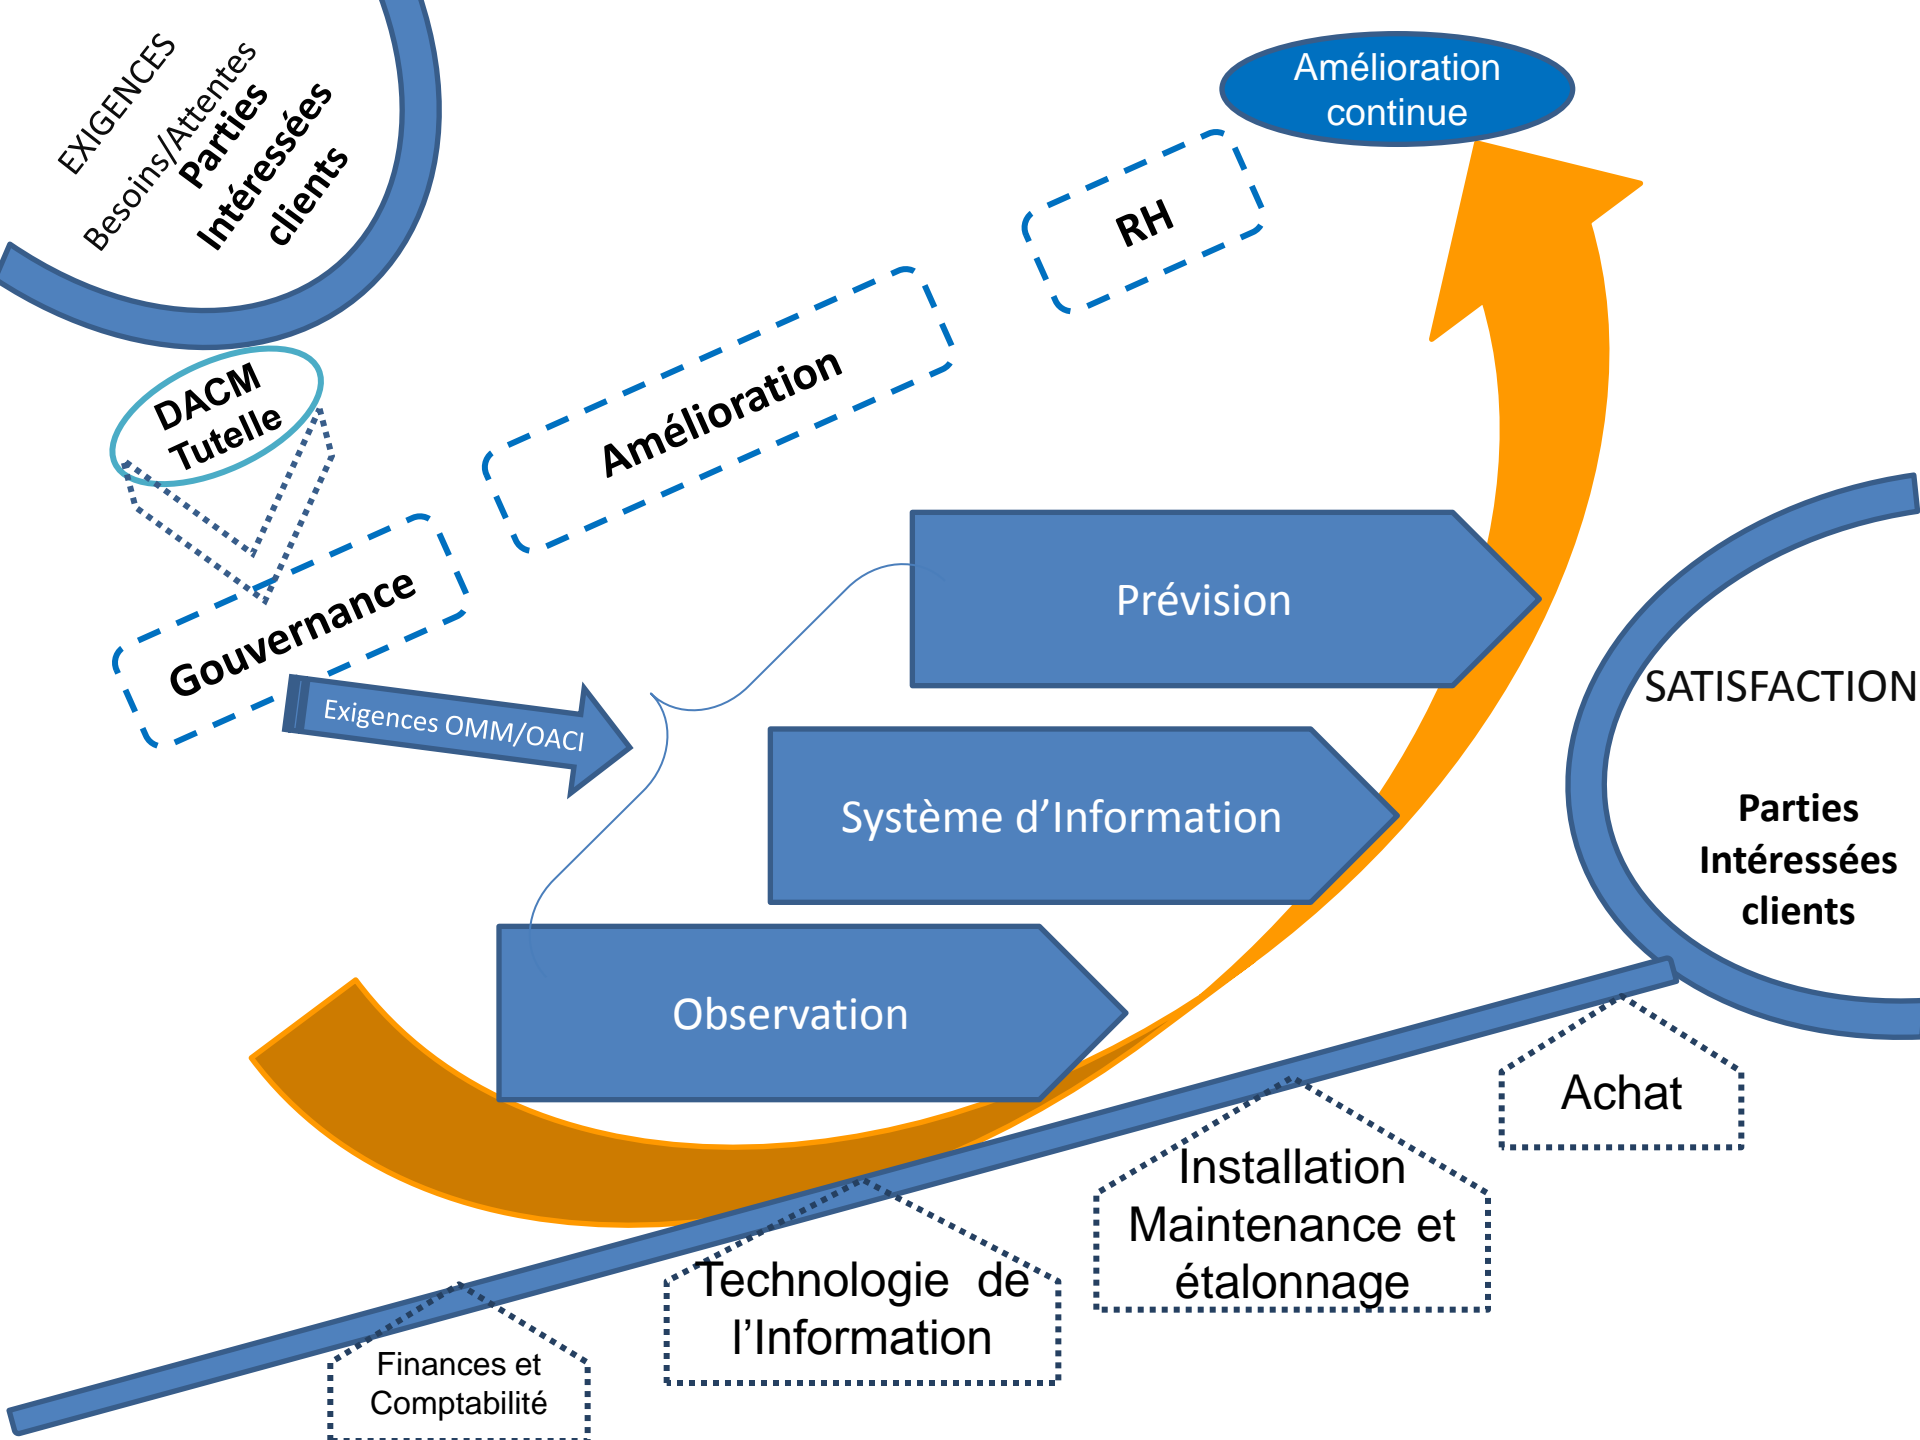 EXIGENCES
Besoins/Attentes
Parties
Intéressées
clients
Amélioration
continue
RH
DACM
Tutelle
Amélioration
Gouvernance
Exigences OMM/OACI
Prévision
Système d’Information
Observation
SATISFACTION
Parties
Intéressées
clients
Achat
Installation
Maintenance et
étalonnage
Technologie de
l’Information
Finances et
Comptabilité